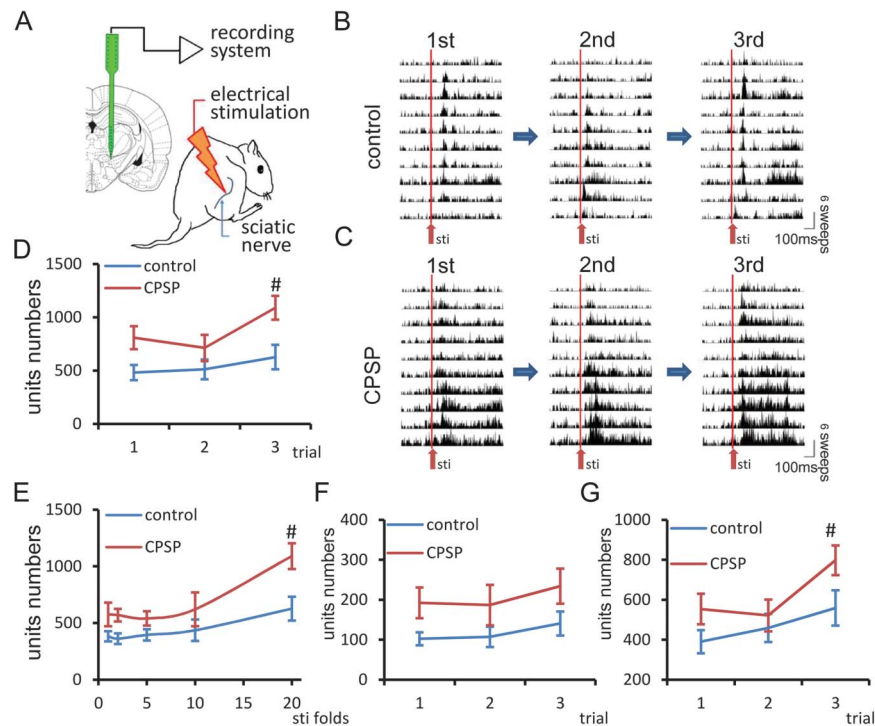 A
recording
system
electrical
stimulation
sciatic
nerve
B
control
1st
2nd
3rd
sti
sti
sti
6 sweeps
100ms
C
CPSP
1st
2nd
3rd
sti
sti
sti
6 sweeps
100ms
D
units numbers
1500
1000
500
0
control
CPSP
#
1 2 3 trial
E
units numbers
1500
1000
500
0
control
CPSP
#
0 5 10 15 20
sti folds
F
units numbers
400
300
200
100
0
control
CPSP
1 2 3 trial
G
units numbers
1000
800
600
400
200
control
CPSP
#
1 2 3
trial